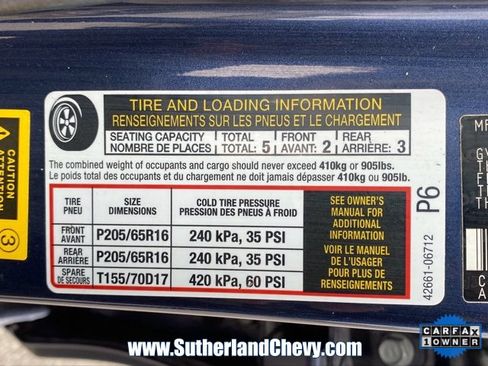 TIRE AND LOADING INFORMATION
RENSEIGNEMENTS SUR LES PNEUS ET LE CHARGEMENT
SEATING CAPACITY TOTAL: 5 FRONT 2 REAR 3
NOMBRE DE PLACES TOTAL: AVANT: ARRIÈRE:
The combined weight of occupants and cargo should never exceed 410kg or 905lbs.
Le poids total des occupants et du chargement ne doit jamais dépasser 410kg ou 905lbs.
TIRE SIZE COLD TIRE PRESSURE
PNEU DIMENSIONS PRESSION DES PNEUS À FROID
FRONT AVANT P205/65R16 240 kPa, 35 PSI
REAR ARRIÈRE P205/65R16 240 kPa, 35 PSI
SPARE DE SECOURS T155/70D17 420 kPa, 60 PSI
SEE OWNER'S
MANUAL FOR
ADDITIONAL
INFORMATION
VOIR LE MANUEL
DE L'USAGER
POUR PLUS DE
RENSEIGNEMENTS
P6
42661-06712
CAUTION
ATTENTION
3
www.SutherlandChevy.com
CARFAX
1 OWNER